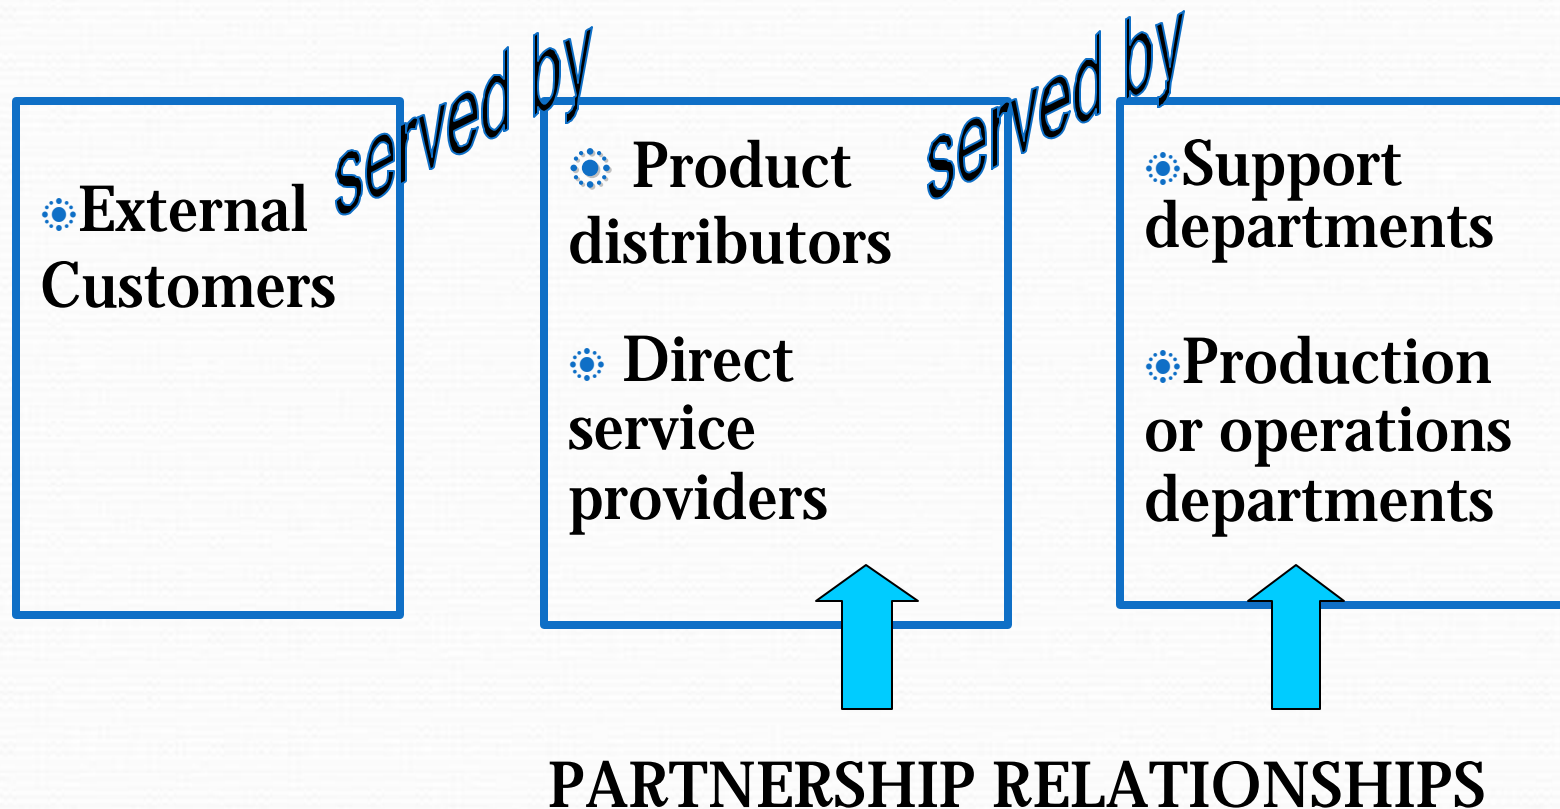 served by
served by
External
Customers
Product
distributors
Direct
service
providers
Support
departments
Production
or operations
departments
PARTNERSHIP RELATIONSHIPS